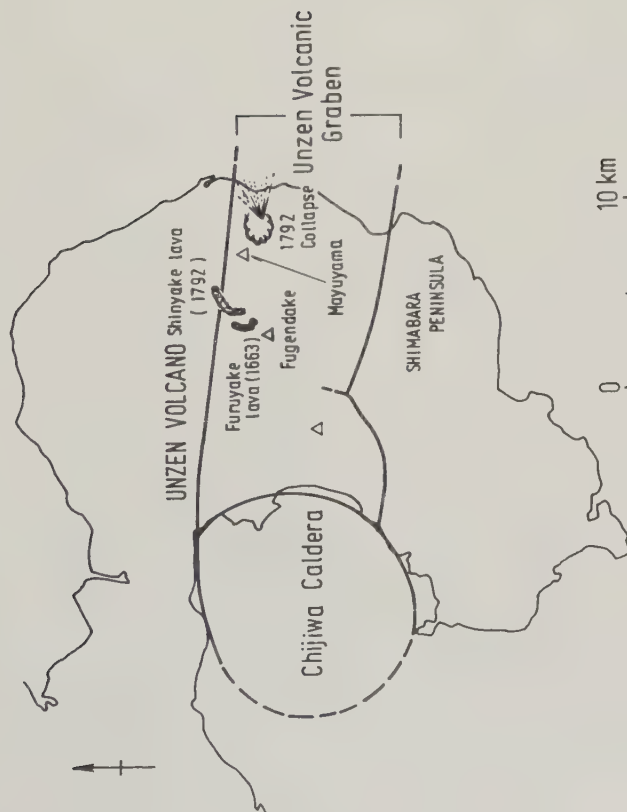 UNZEN VOLCANO
Shinyake lava
(1792)
Furuyake
lava (1663)
Fugendake
Mayuyama
1792
Collapse
Unzen Volcanic
Graben
Chijiwa Caldera
SHIMABARA
PENINSULA
0
10 km